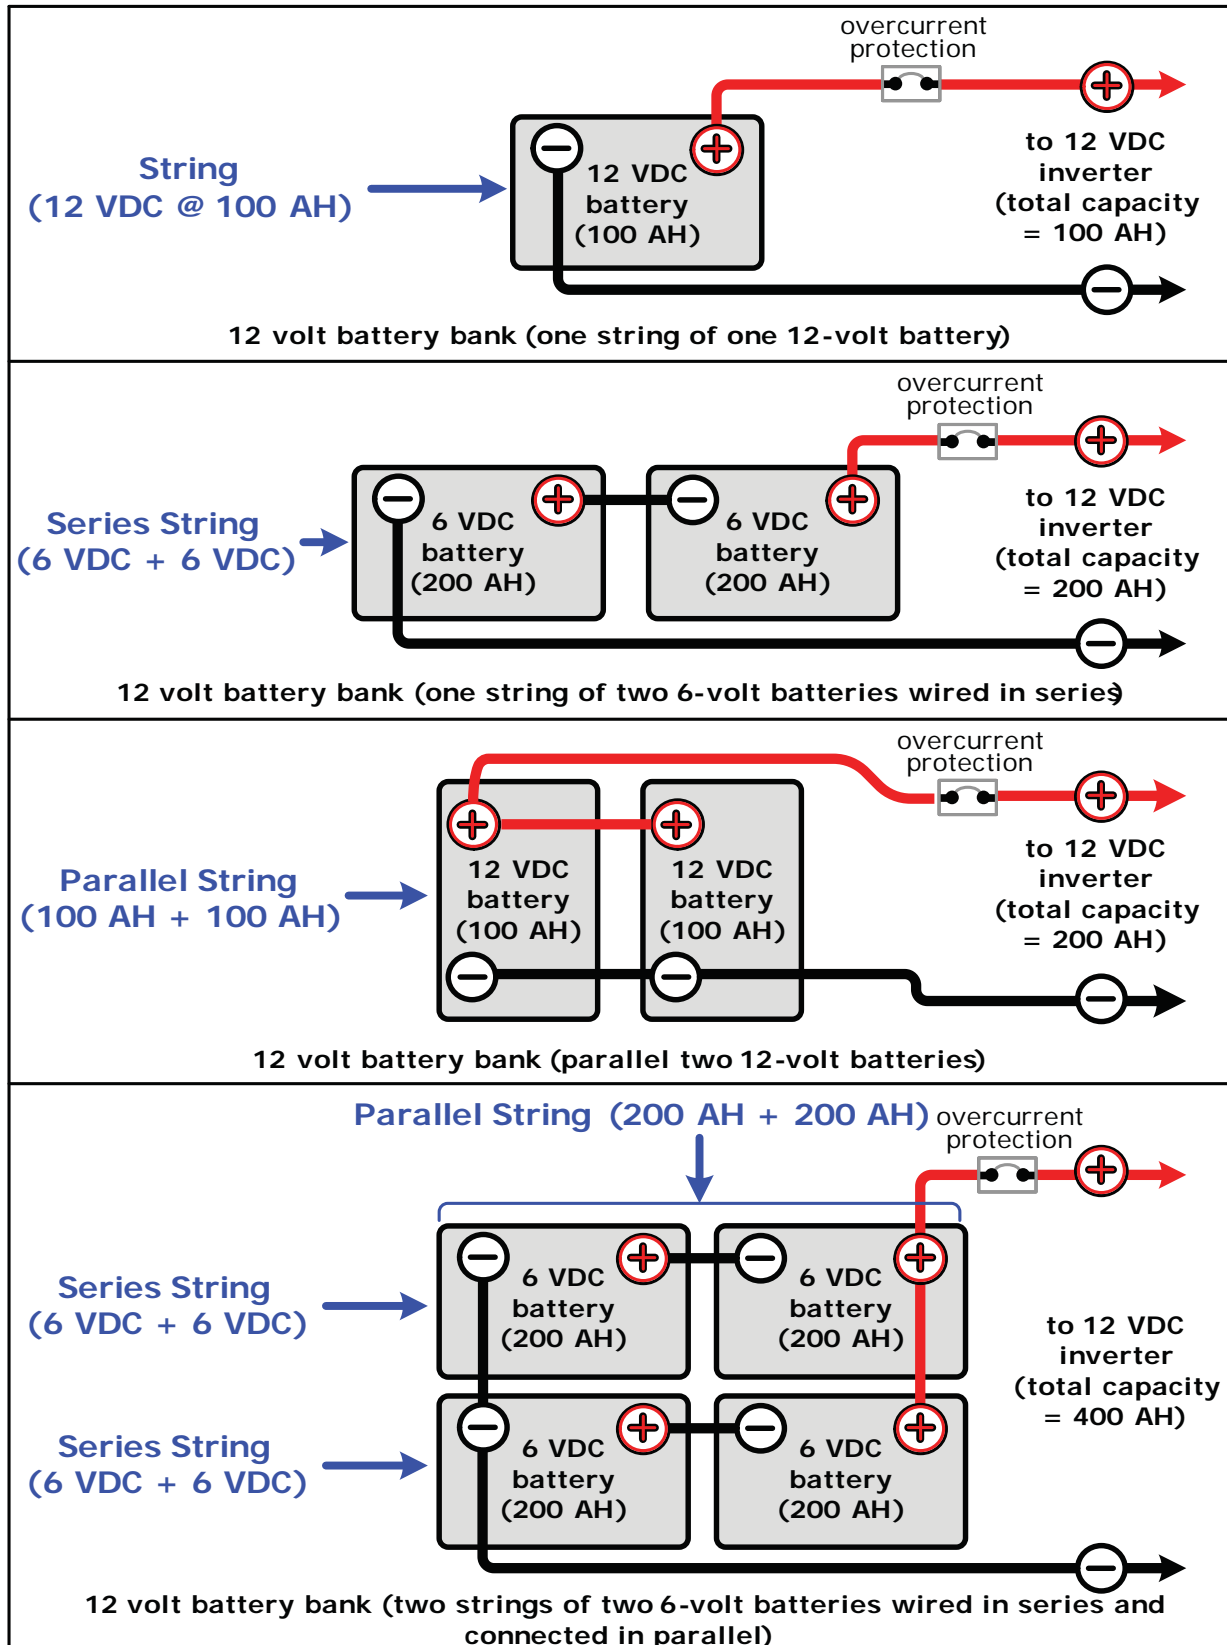 overcurrent
protection
String
(12 VDC @ 100 AH)
12 VDC
battery
(100 AH)
to 12 VDC
inverter
(total capacity
= 100 AH)
12 volt battery bank (one string of one 12-volt battery)
overcurrent
protection
Series String
(6 VDC + 6 VDC)
6 VDC
battery
(200 AH)
6 VDC
battery
(200 AH)
to 12 VDC
inverter
(total capacity
= 200 AH)
12 volt battery bank (one string of two 6-volt batteries wired in series)
overcurrent
protection
Parallel String
(100 AH + 100 AH)
12 VDC
battery
(100 AH)
12 VDC
battery
(100 AH)
to 12 VDC
inverter
(total capacity
= 200 AH)
12 volt battery bank (parallel two 12-volt batteries)
Parallel String (200 AH + 200 AH)
overcurrent
protection
Series String
(6 VDC + 6 VDC)
6 VDC
battery
(200 AH)
6 VDC
battery
(200 AH)
to 12 VDC
inverter
(total capacity
= 400 AH)
Series String
(6 VDC + 6 VDC)
6 VDC
battery
(200 AH)
6 VDC
battery
(200 AH)
12 volt battery bank (two strings of two 6-volt batteries wired in series and
connected in parallel)